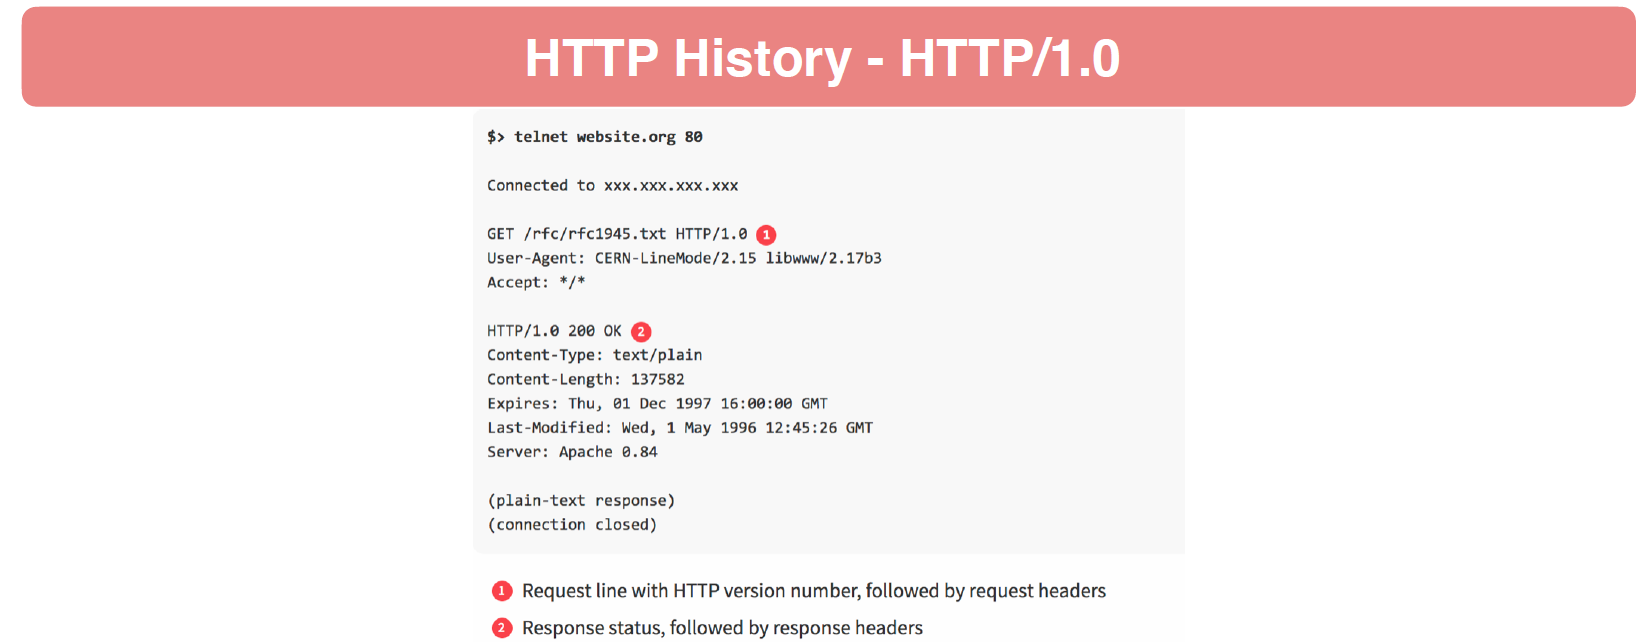 HTTP History - HTTP/1.0
$> telnet website.org 80
Connected to xxx.xxx.xxx.xxx
GET /rfc/rfc1945.txt HTTP/1.0 1
User-Agent: CERN-LineMode/2.15 libwww/2.17b3
Accept: */*
HTTP/1.0 200 OK 2
Content-Type: text/plain
Content-Length: 137582
Expires: Thu, 01 Dec 1997 16:00:00 GMT
Last-Modified: Wed, 1 May 1996 12:45:26 GMT
Server: Apache 0.84
(plain-text response)
(connection closed)
1 Request line with HTTP version number, followed by request headers
2 Response status, followed by response headers